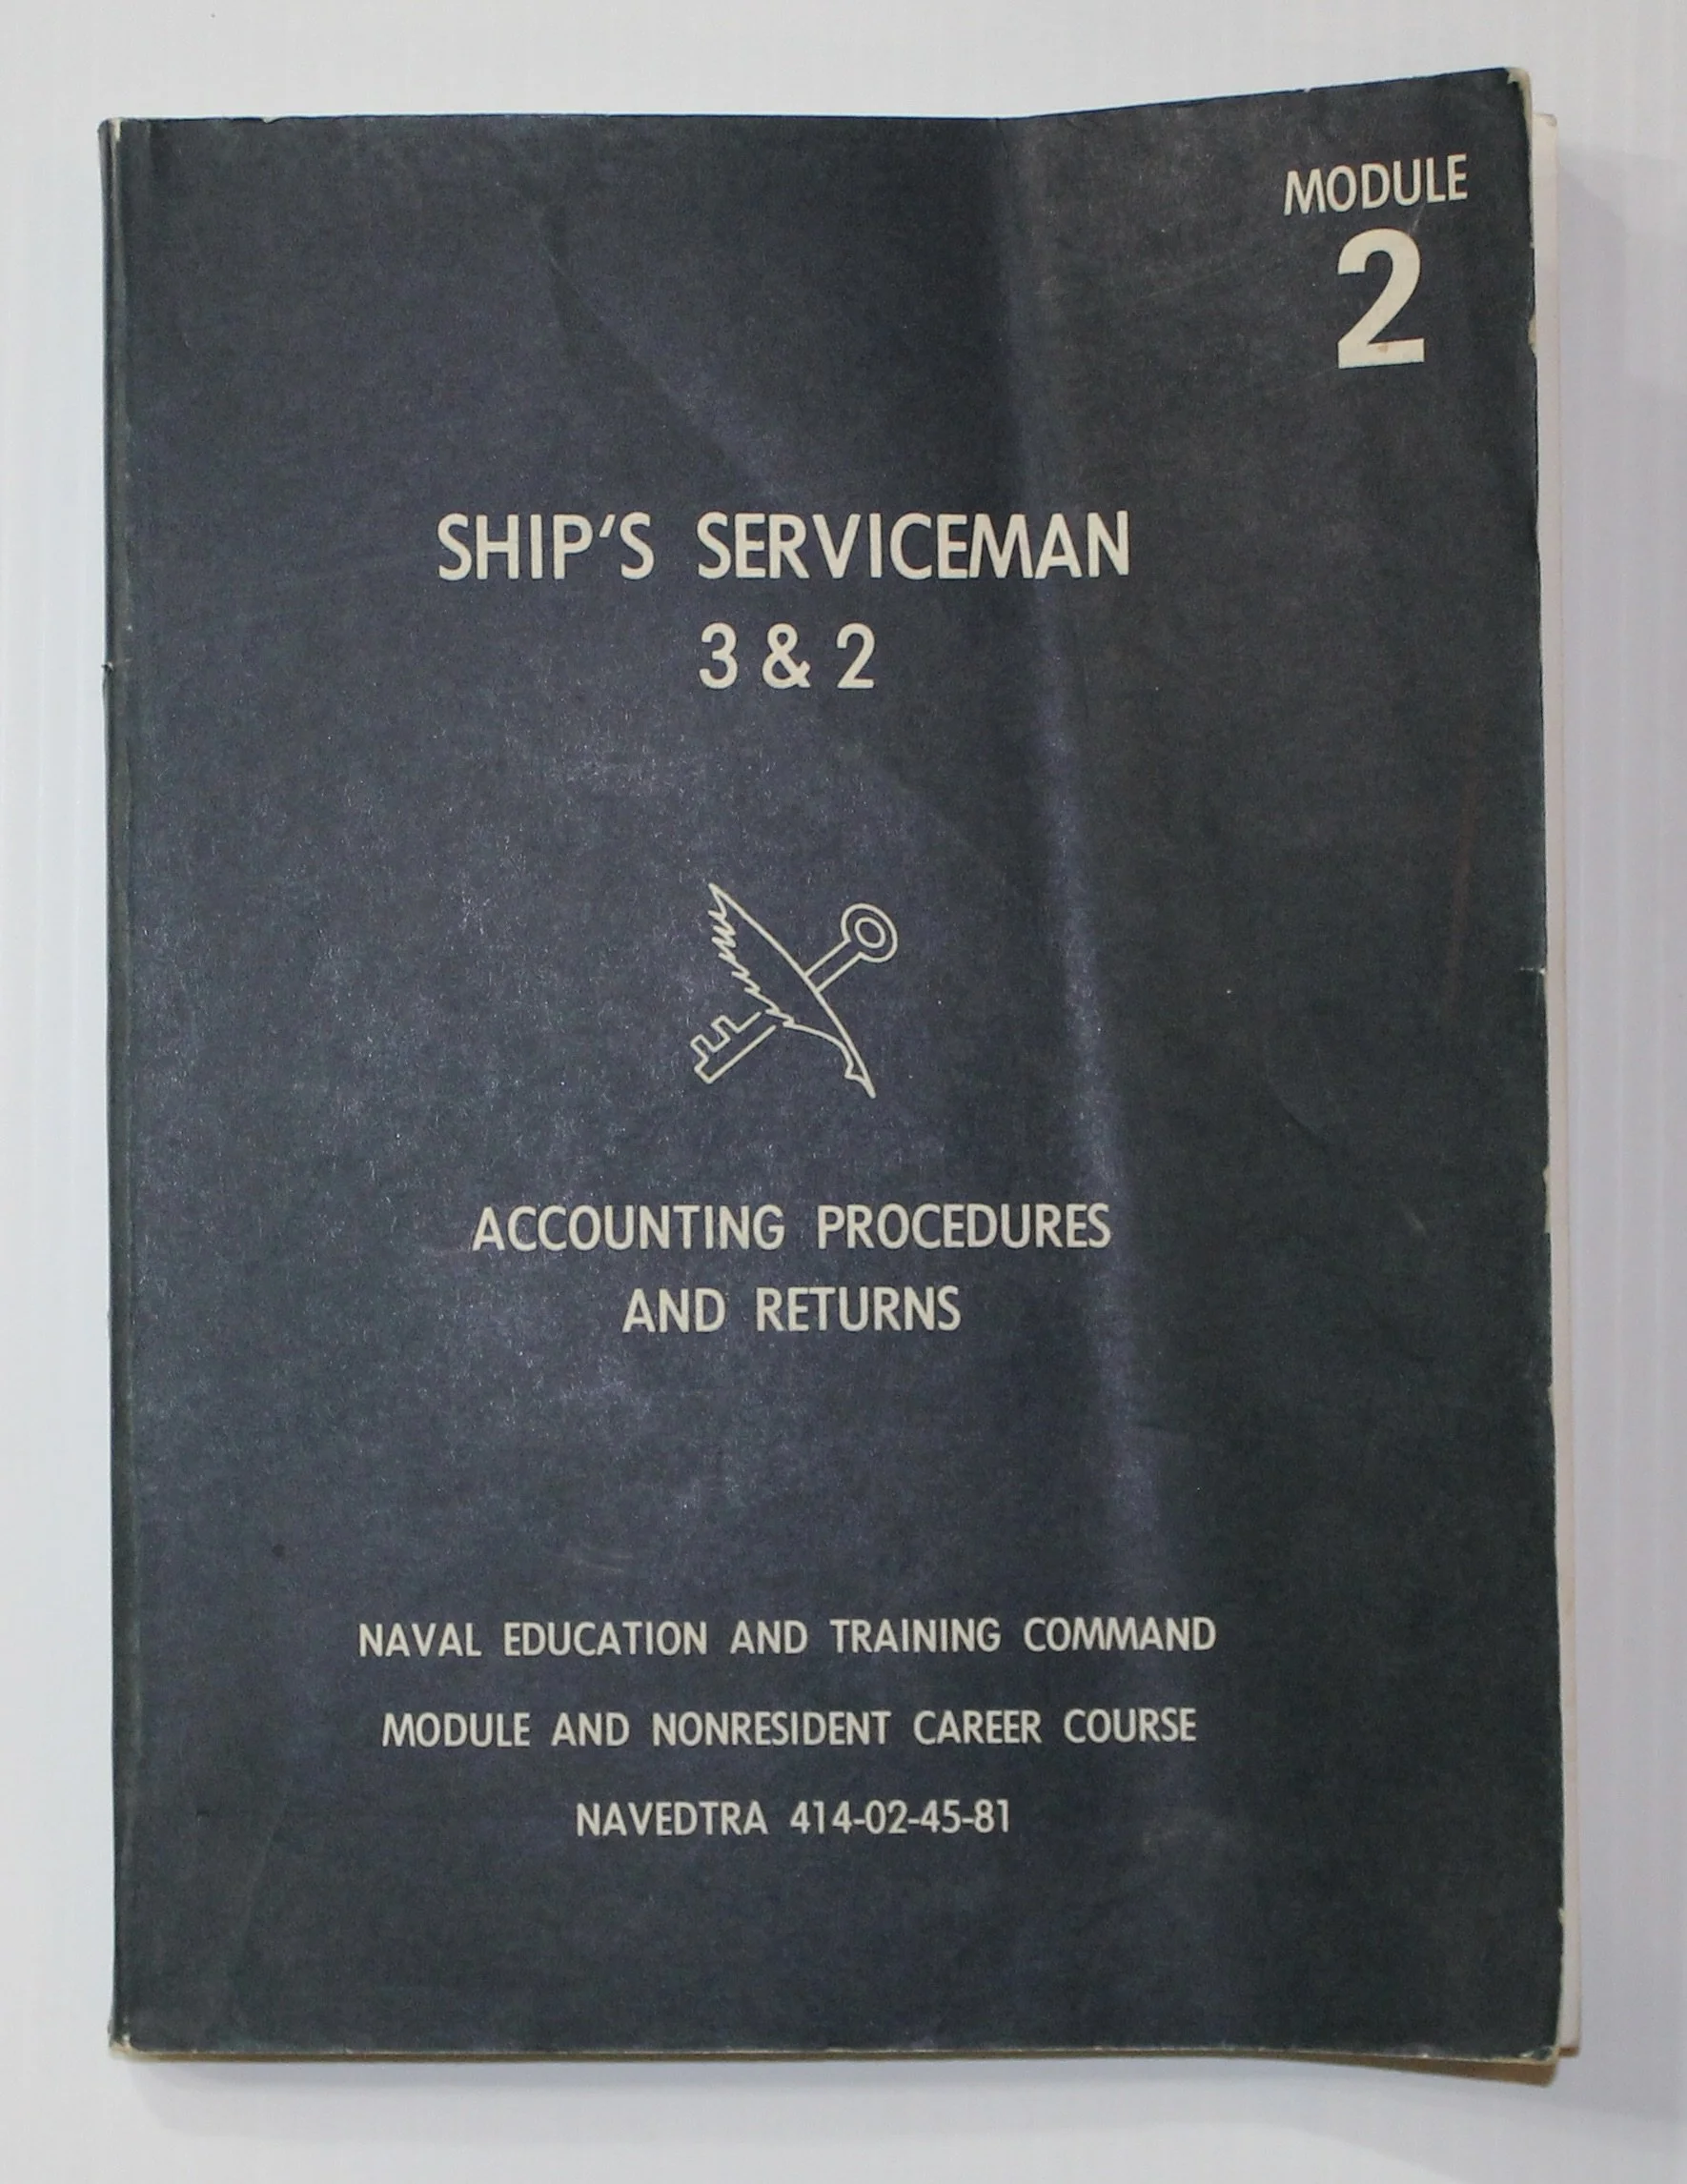 MODULE
2
SHIP'S SERVICEMAN
3 & 2
ACCOUNTING PROCEDURES
AND RETURNS
NAVAL EDUCATION AND TRAINING COMMAND
MODULE AND NONRESIDENT CAREER COURSE
NAVEDTRA 414-02-45-81